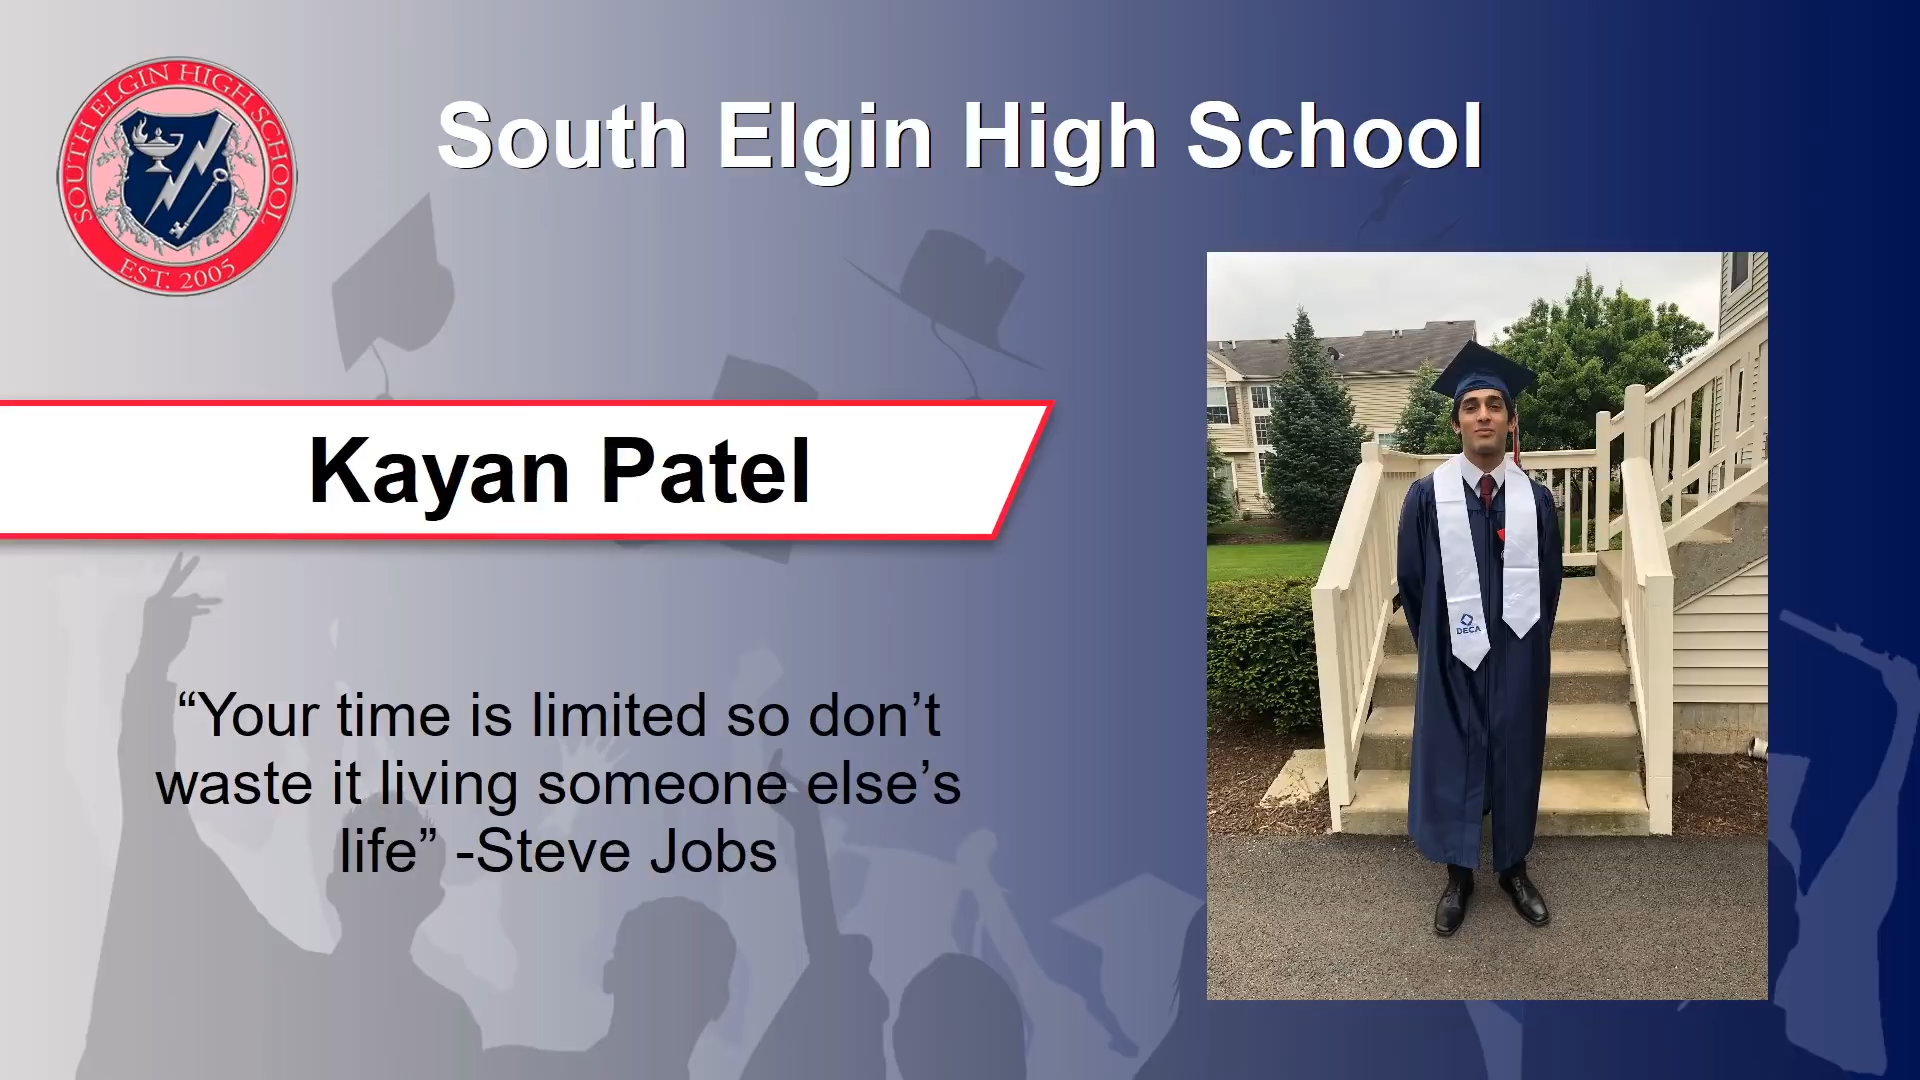 SOUTH ELGIN HIGH SCHOOL
EST. 2005
South Elgin High School
Kayan Patel
“Your time is limited so don’t
waste it living someone else’s
life” -Steve Jobs
DECA